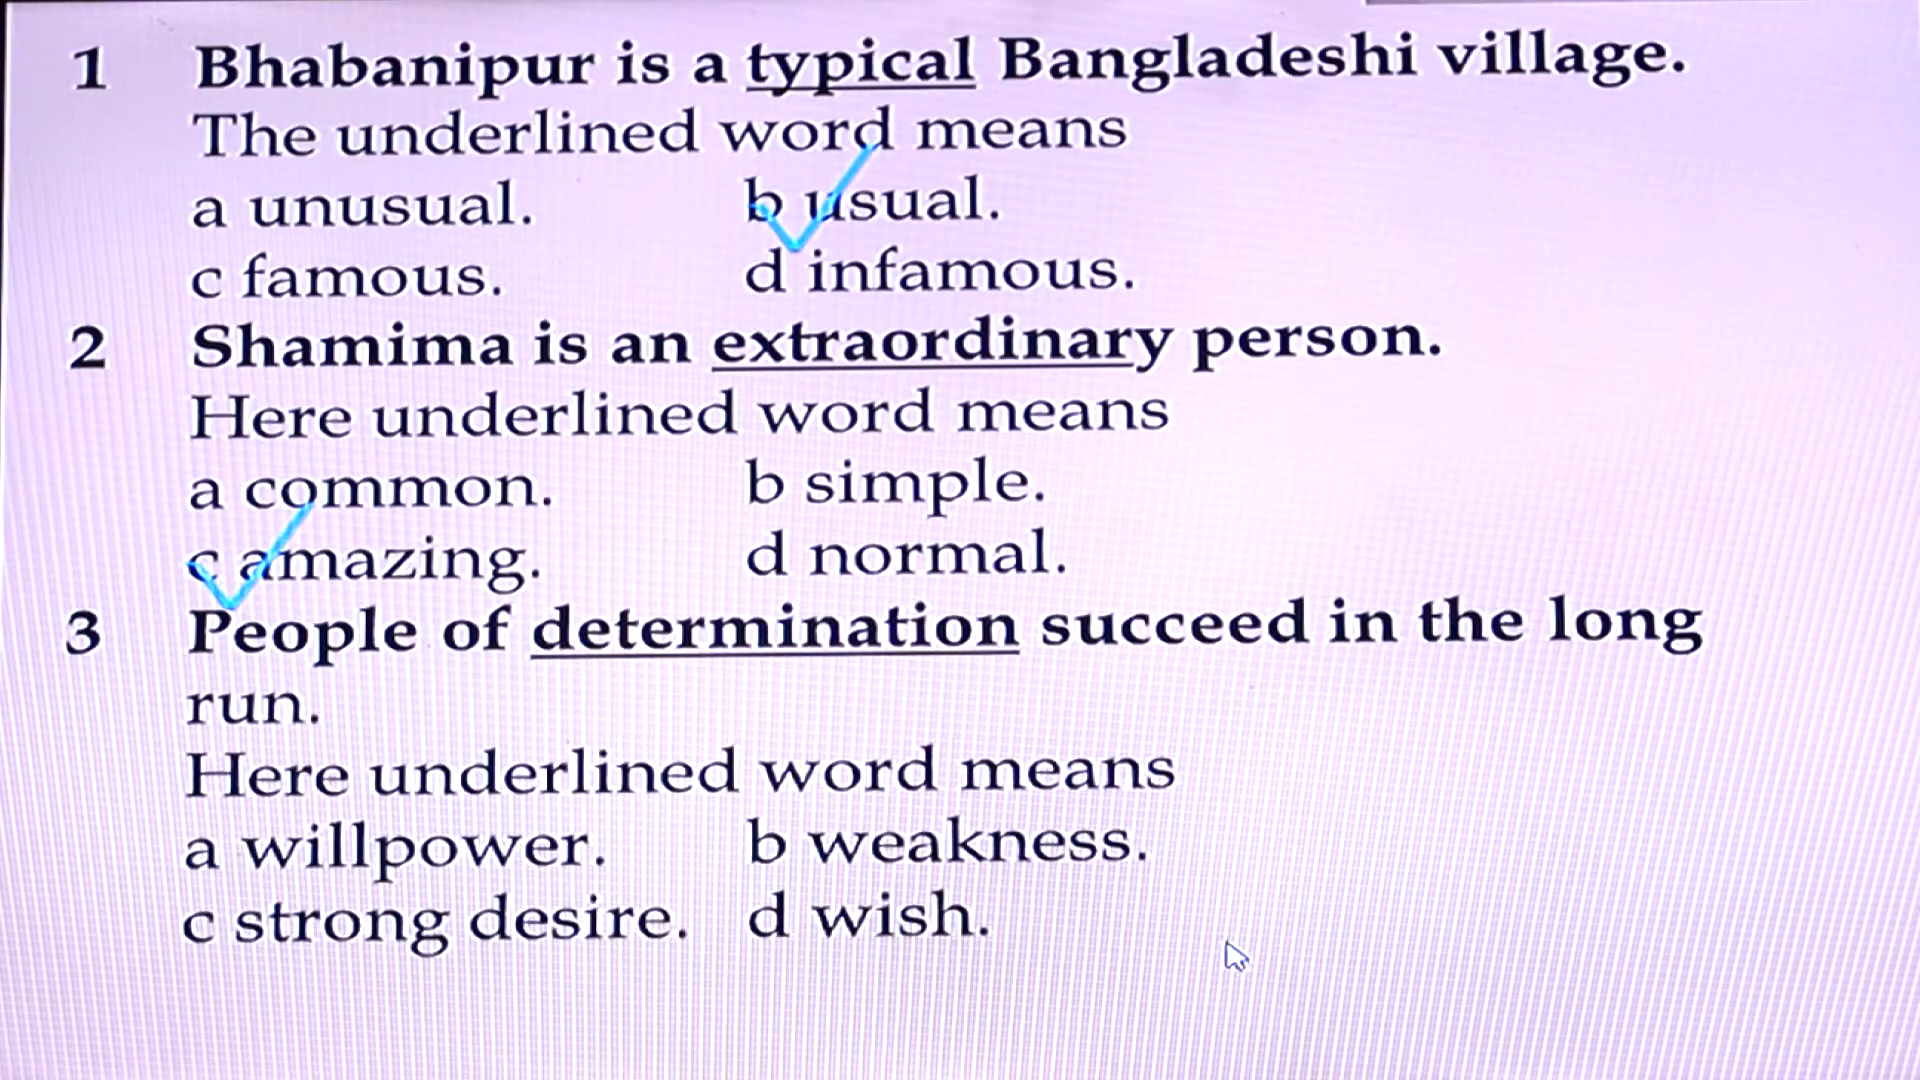 1 Bhabanipur is a typical Bangladeshi village.
The underlined word means
a unusual. b usual.
c famous. d infamous.
2 Shamima is an extraordinary person.
Here underlined word means
a common. b simple.
c amazing. d normal.
3 People of determination succeed in the long
run.
Here underlined word means
a willpower. b weakness.
c strong desire. d wish.